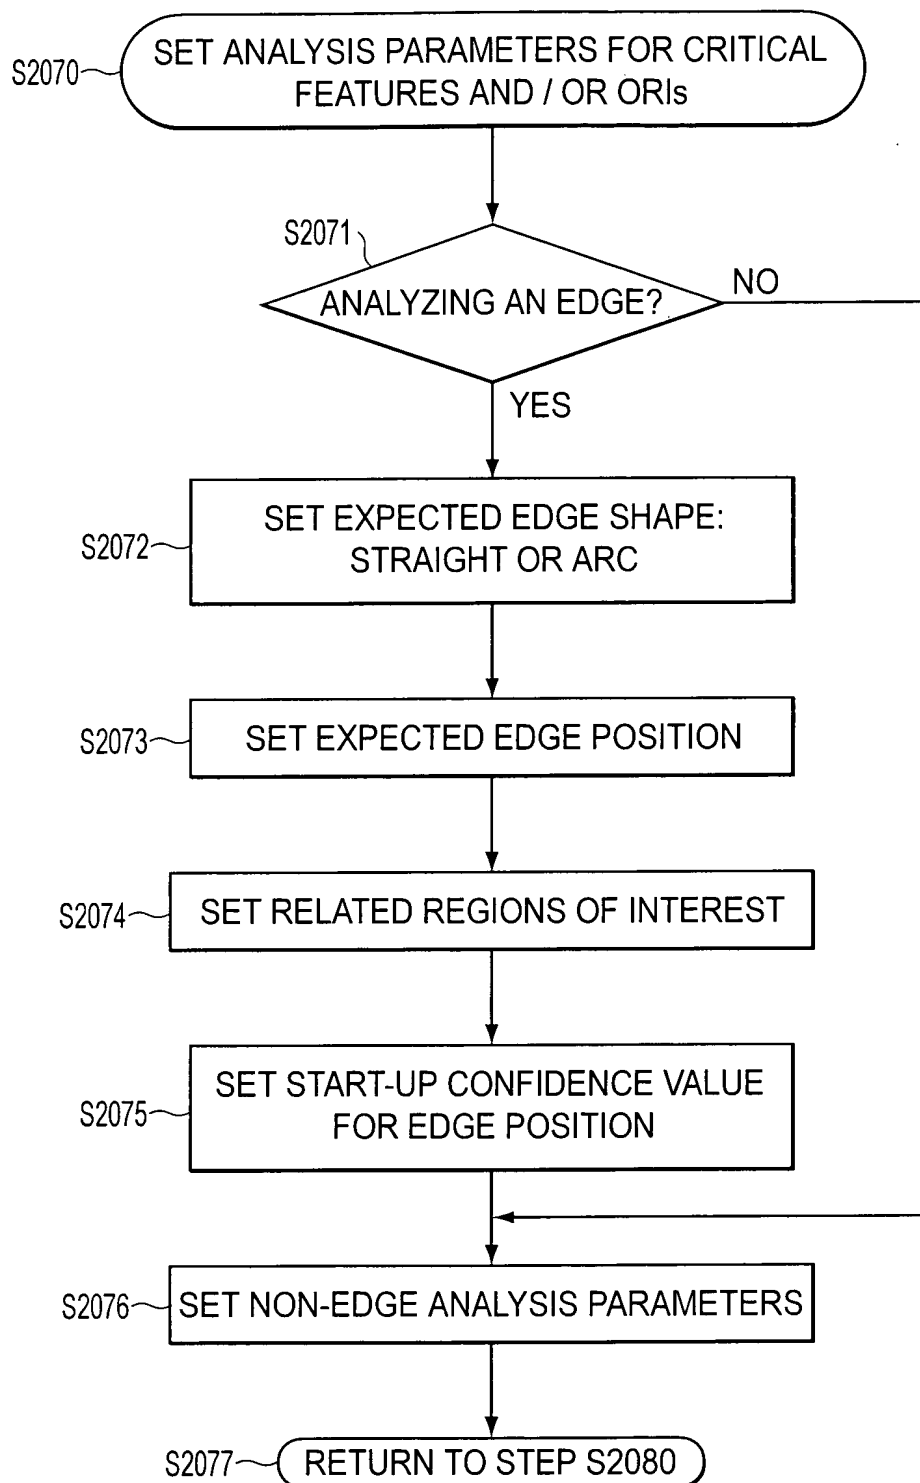 S2070
SET ANALYSIS PARAMETERS FOR CRITICAL
FEATURES AND / OR ORIs
S2071
ANALYZING AN EDGE?
NO
YES
S2072
SET EXPECTED EDGE SHAPE:
STRAIGHT OR ARC
S2073
SET EXPECTED EDGE POSITION
S2074
SET RELATED REGIONS OF INTEREST
S2075
SET START-UP CONFIDENCE VALUE
FOR EDGE POSITION
S2076
SET NON-EDGE ANALYSIS PARAMETERS
S2077
RETURN TO STEP S2080